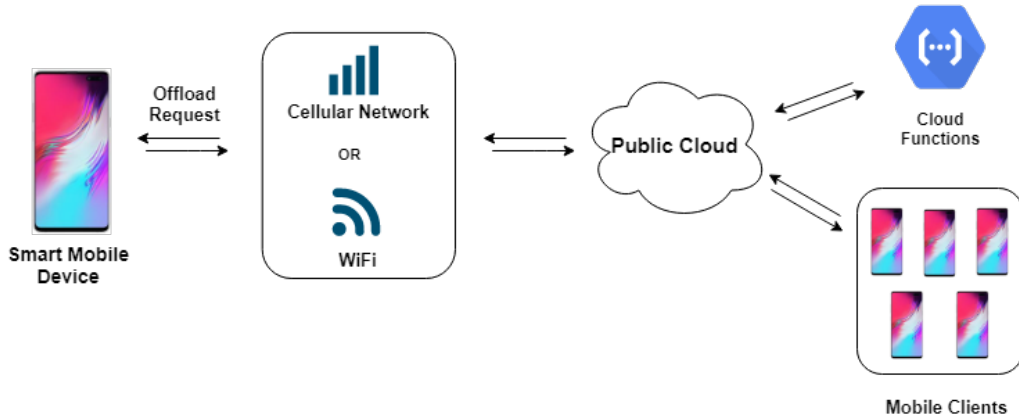 Offload
Request
Smart Mobile
Device
Cellular Network
OR
WiFi
Public Cloud
Cloud
Functions
Mobile Clients